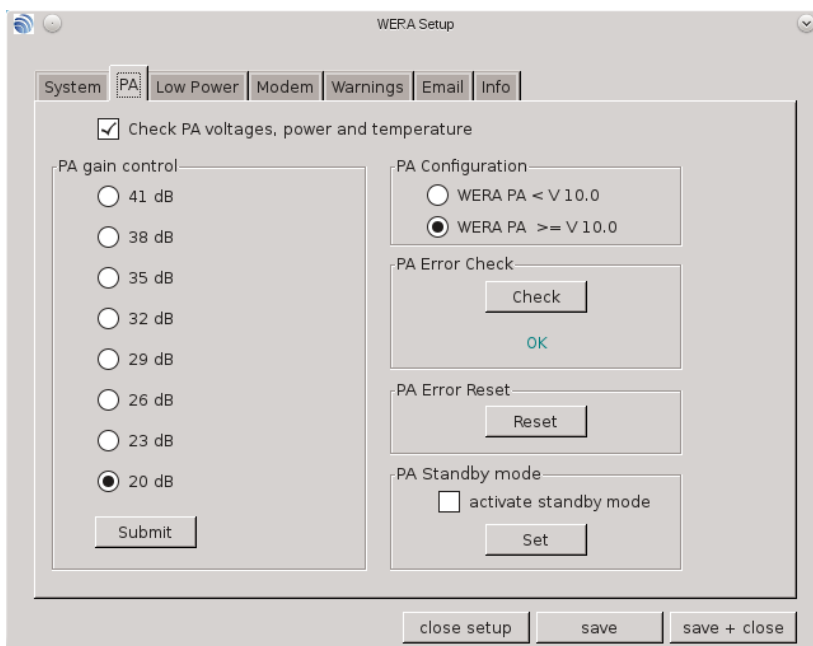 WERA Setup
System PA Low Power Modem Warnings Email Info
Check PA voltages, power and temperature
PA gain control
41 dB
38 dB
35 dB
32 dB
29 dB
26 dB
23 dB
20 dB
Submit
PA Configuration
WERA PA < V 10.0
WERA PA >= V 10.0
PA Error Check
Check
OK
PA Error Reset
Reset
PA Standby mode
activate standby mode
Set
close setup save save + close